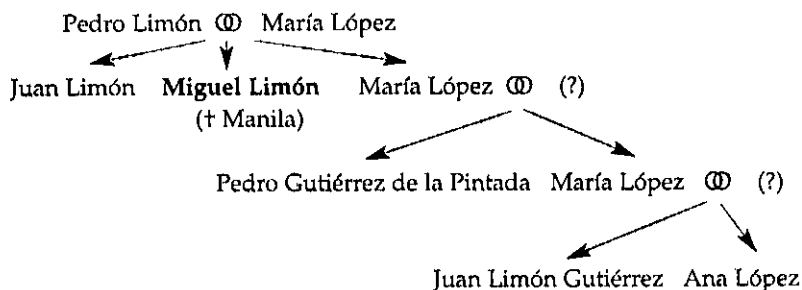 Pedro Limón ⚭ María López
Juan Limón Miguel Limón María López ⚭ (?)
(† Manila)
Pedro Gutiérrez de la Pintada María López ⚭ (?)
Juan Limón Gutiérrez Ana López